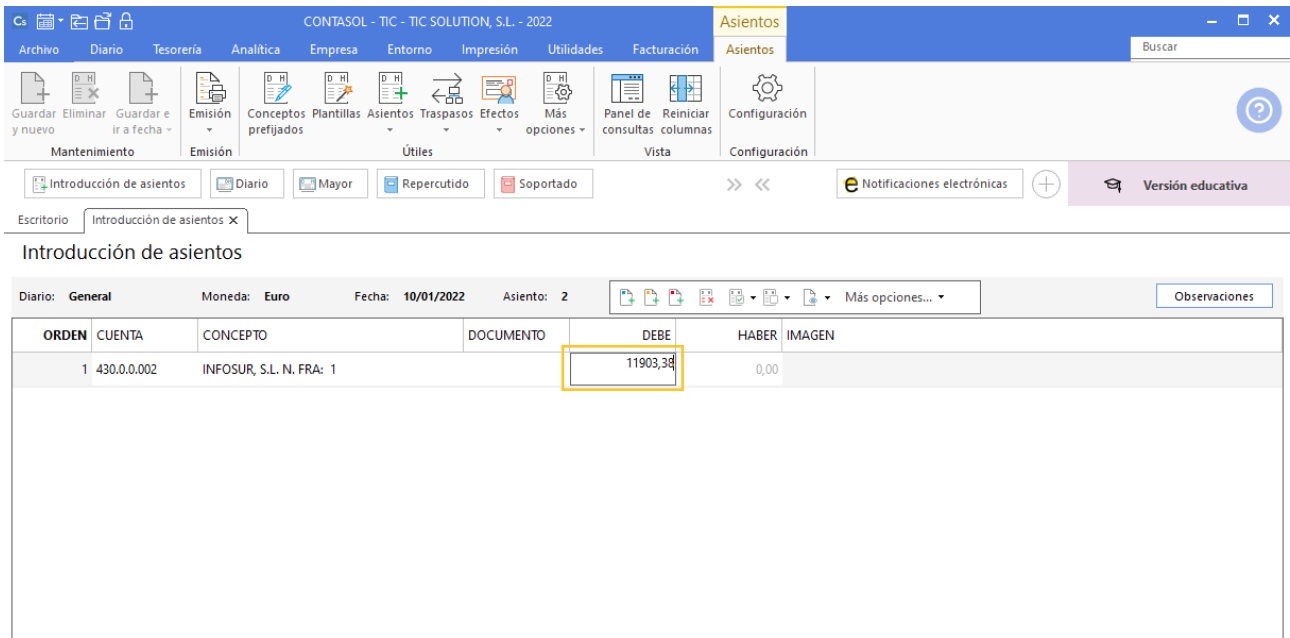 Cs CONTASOL - TIC - TIC SOLUTION, S.L. - 2022 Asientos
Archivo Diario Tesorería Analítica Empresa Entorno Impresión Utilidades Facturación Asientos Buscar
D H D H D H D H D H
Guardar Eliminar Guardar e Emisión Conceptos Plantillas Asientos Traspasos Efectos Más Panel de Reiniciar Configuración
y nuevo ir a fecha prefijados opciones consultas columnas
Mantenimiento Emisión Útiles Vista Configuración
Introducción de asientos Diario Mayor Repercutido Soportado e Notificaciones electrónicas Versión educativa
Escritorio Introducción de asientos X
Introducción de asientos
Diario: General Moneda: Euro Fecha: 10/01/2022 Asiento: 2 Más opciones... Observaciones
ORDEN CUENTA CONCEPTO DOCUMENTO DEBE HABER IMAGEN
1 430.0.0.002 INFOSUR, S.L. N. FRA: 1 11903,38 0,00